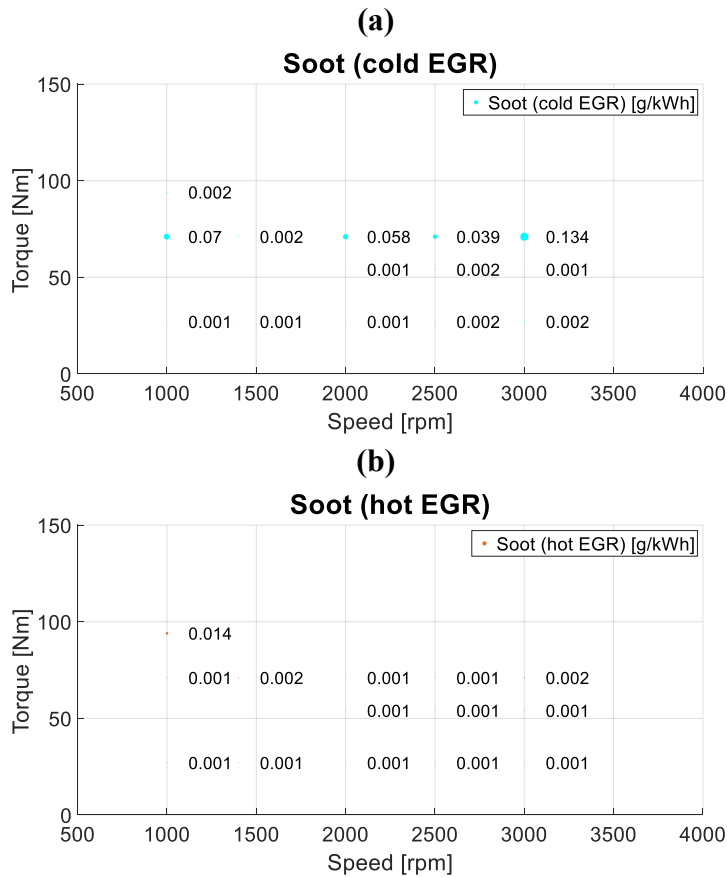 (a)
Soot (cold EGR)
150
Soot (cold EGR) [g/kWh]
100
0.002
0.07 0.002 0.058 0.039 0.134
50
0.001 0.002 0.001
0.001 0.001 0.001 0.002 0.002
0
500 1000 1500 2000 2500 3000 3500 4000
Torque [Nm]
Speed [rpm]
(b)
Soot (hot EGR)
150
Soot (hot EGR) [g/kWh]
100
0.014
0.001 0.002 0.001 0.001 0.002
50
0.001 0.001 0.001
0.001 0.001 0.001 0.001 0.001
0
500 1000 1500 2000 2500 3000 3500 4000
Torque [Nm]
Speed [rpm]